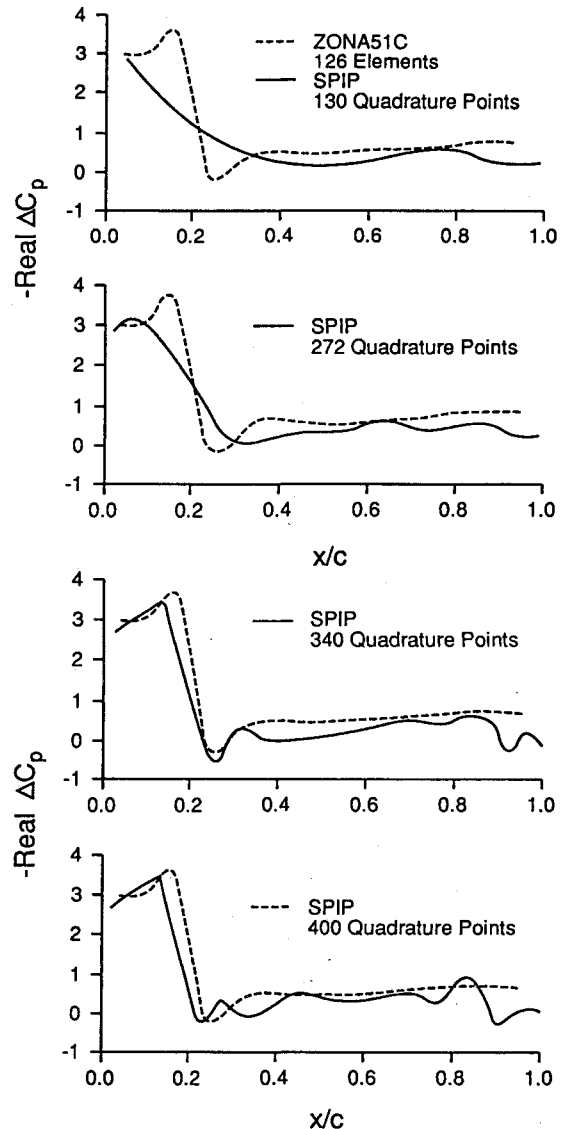 4
3
2
1
0
-1
0.0 0.2 0.4 0.6 0.8 1.0
ZONA51C
126 Elements
SPIP
130 Quadrature Points
-Real ΔCp
4
3
2
1
0
-1
0.0 0.2 0.4 0.6 0.8 1.0
SPIP
272 Quadrature Points
x/c
4
3
2
1
0
-1
0.0 0.2 0.4 0.6 0.8 1.0
SPIP
340 Quadrature Points
-Real ΔCp
4
3
2
1
0
-1
0.0 0.2 0.4 0.6 0.8 1.0
SPIP
400 Quadrature Points
x/c